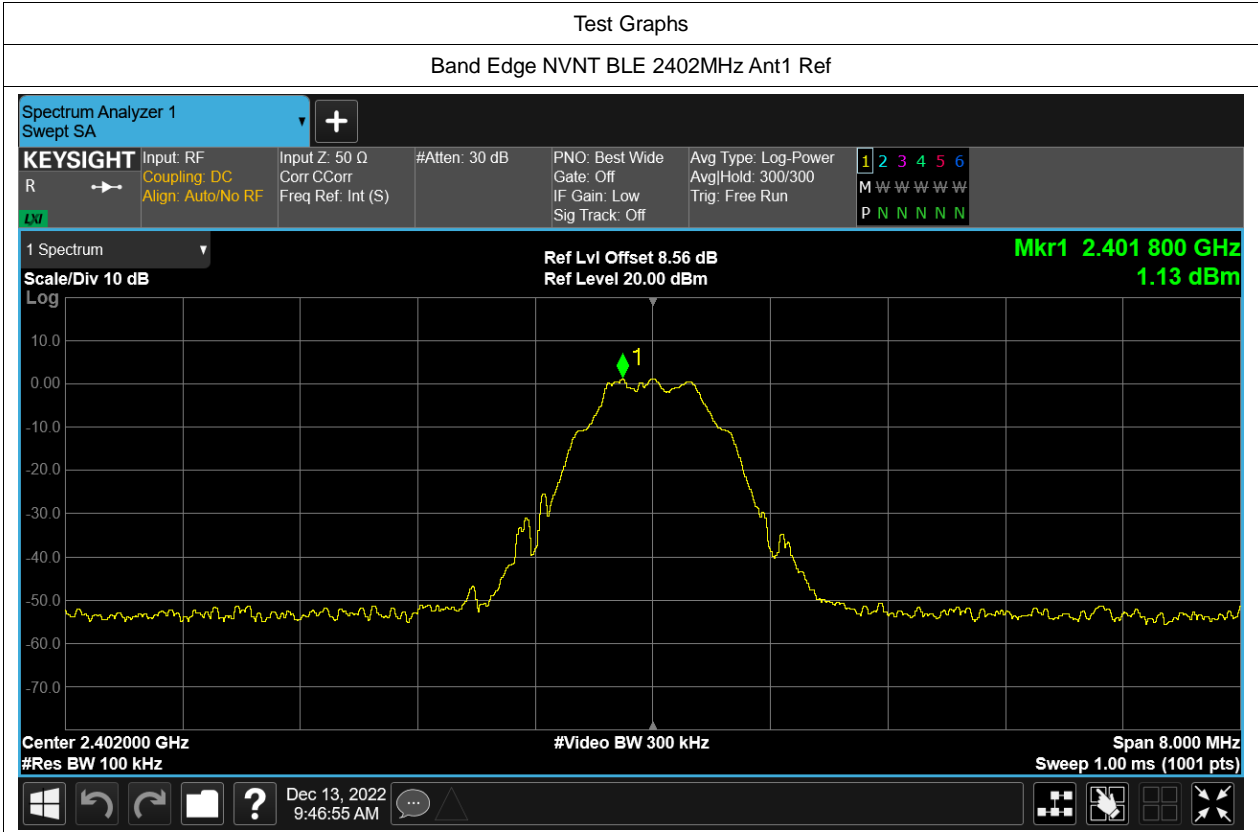 Test Graphs
Band Edge NVNT BLE 2402MHz Ant1 Ref
Spectrum Analyzer 1
Swept SA
KEYSIGHT
R
LXI
Input: RF
Coupling: DC
Align: Auto/No RF
Input Z: 50 Ω
Corr CCorr
Freq Ref: Int (S)
#Atten: 30 dB
PNO: Best Wide
Gate: Off
IF Gain: Low
Sig Track: Off
Avg Type: Log-Power
Avg|Hold: 300/300
Trig: Free Run
1 2 3 4 5 6
M W W W W W
P N N N N N
1 Spectrum
Scale/Div 10 dB
Ref Lvl Offset 8.56 dB
Ref Level 20.00 dBm
Mkr1 2.401 800 GHz
1.13 dBm
Log
10.0
0.00
-10.0
-20.0
-30.0
-40.0
-50.0
-60.0
-70.0
1
Center 2.402000 GHz
#Res BW 100 kHz
#Video BW 300 kHz
Span 8.000 MHz
Sweep 1.00 ms (1001 pts)
?
Dec 13, 2022
9:46:55 AM